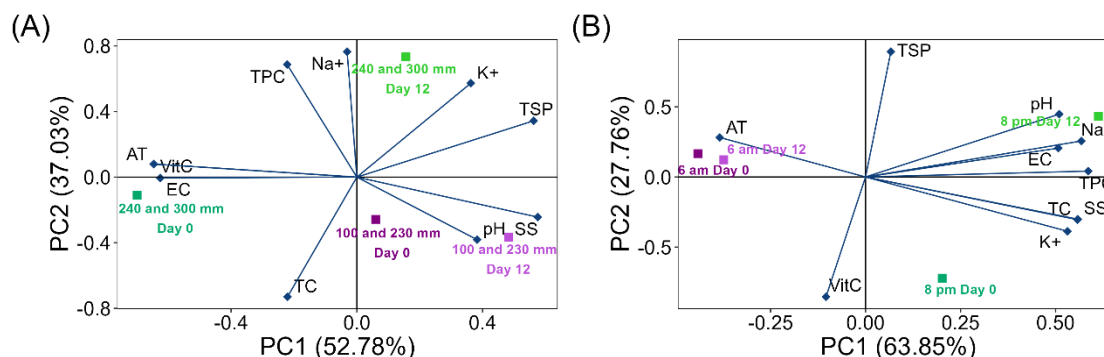 (A)
0.8
0.4
0.0
-0.4
-0.8
PC2 (37.03%)
TPC
Na+
240 and 300 mm
Day 12
K+
TSP
AT
VitC
EC
240 and 300 mm
Day 0
100 and 230 mm
Day 0
pH
SS
100 and 230 mm
Day 12
TC
-0.4
0.0
0.4
PC1 (52.78%)
(B)
0.5
0.0
-0.5
PC2 (27.76%)
TSP
AT
6 am Day 12
6 am Day 0
pH
8 pm Day 12
Na
EC
TPC
TC
SS
K+
VitC
8 pm Day 0
-0.25
0.00
0.25
0.50
PC1 (63.85%)